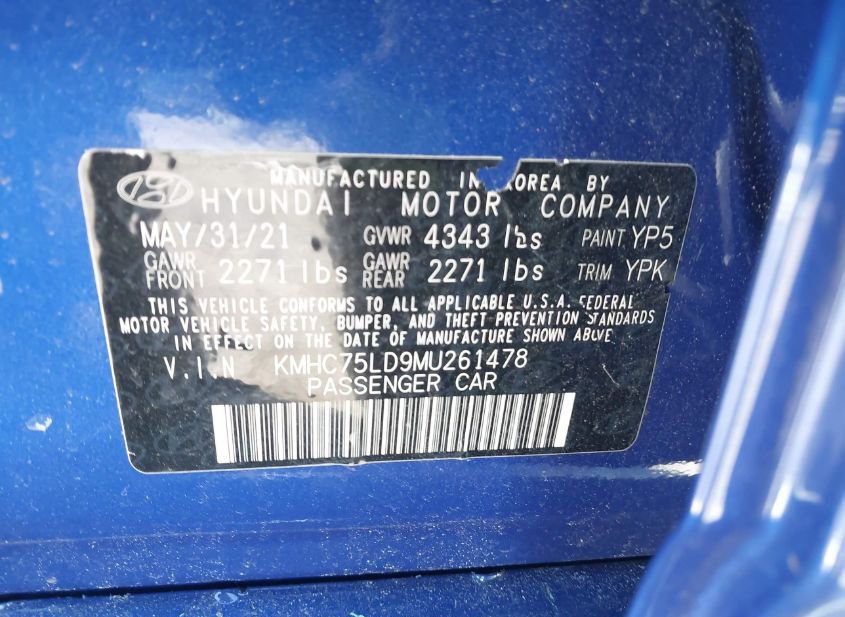 MANUFACTURED IN KOREA BY
HYUNDAI MOTOR COMPANY
MAY/31/21 GVWR 4343 lbs PAINT YP5
GAWR FRONT 2271 lbs GAWR REAR 2271 lbs TRIM YPK
THIS VEHICLE CONFORMS TO ALL APPLICABLE U.S.A. FEDERAL
MOTOR VEHICLE SAFETY, BUMPER, AND THEFT-PREVENTION STANDARDS
IN EFFECT ON THE DATE OF MANUFACTURE SHOWN ABOVE
V.I.N KMHC75LD9MU261478
PASSENGER CAR